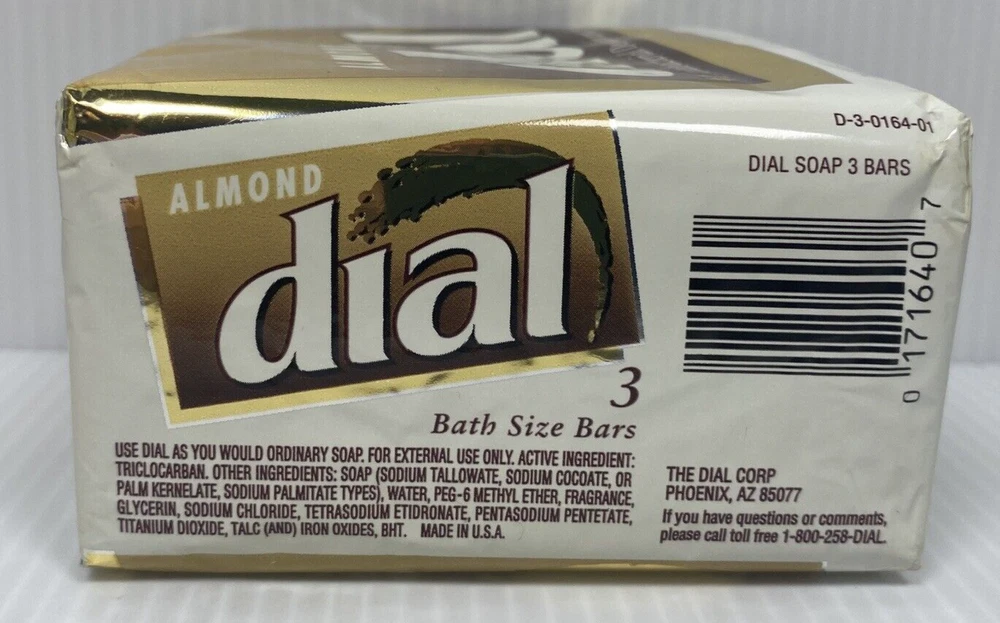 D-3-0164-01
DIAL SOAP 3 BARS
ALMOND
dial
3
Bath Size Bars
USE DIAL AS YOU WOULD ORDINARY SOAP. FOR EXTERNAL USE ONLY. ACTIVE INGREDIENT:
TRICLOCARBAN. OTHER INGREDIENTS: SOAP (SODIUM TALLOWATE, SODIUM COCOATE, OR
PALM KERNELATE, SODIUM PALMITATE TYPES), WATER, PEG-6 METHYL ETHER, FRAGRANCE,
GLYCERIN, SODIUM CHLORIDE, TETRASODIUM ETIDRONATE, PENTASODIUM PENTETATE,
TITANIUM DIOXIDE, TALC (AND) IRON OXIDES, BHT. MADE IN U.S.A.
0 171640 7
THE DIAL CORP
PHOENIX, AZ 85077
If you have questions or comments,
please call toll free 1-800-258-DIAL.